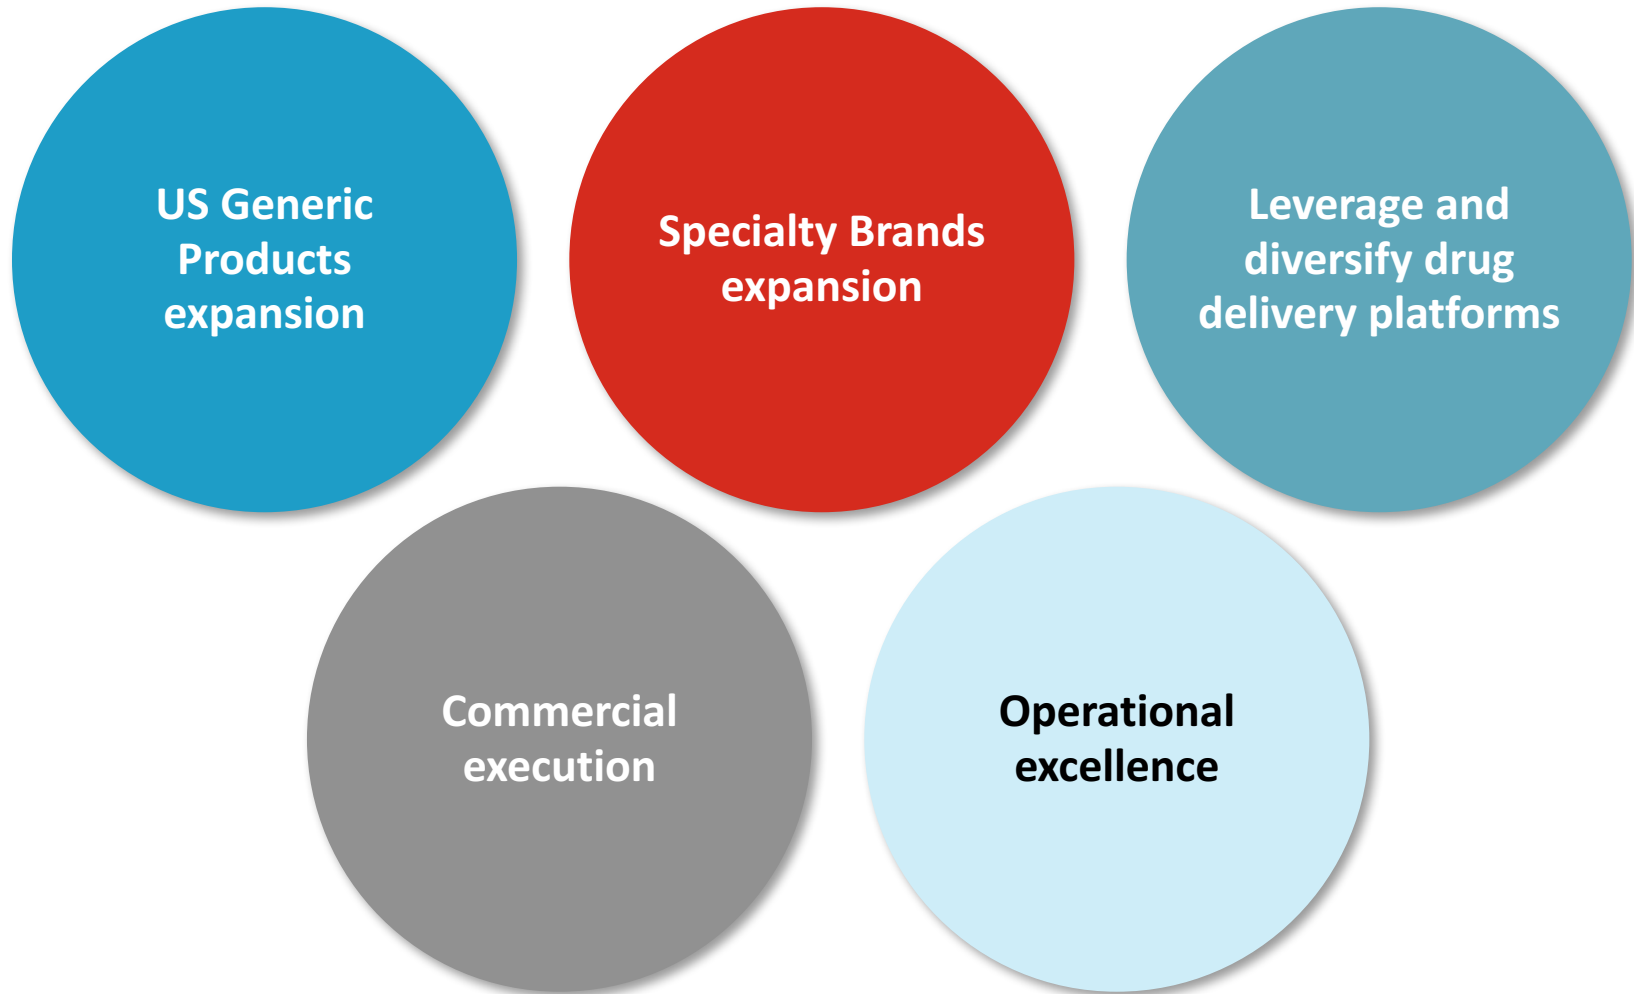 US Generic
Products
expansion
Specialty Brands
expansion
Leverage and
diversify drug
delivery platforms
Commercial
execution
Operational
excellence